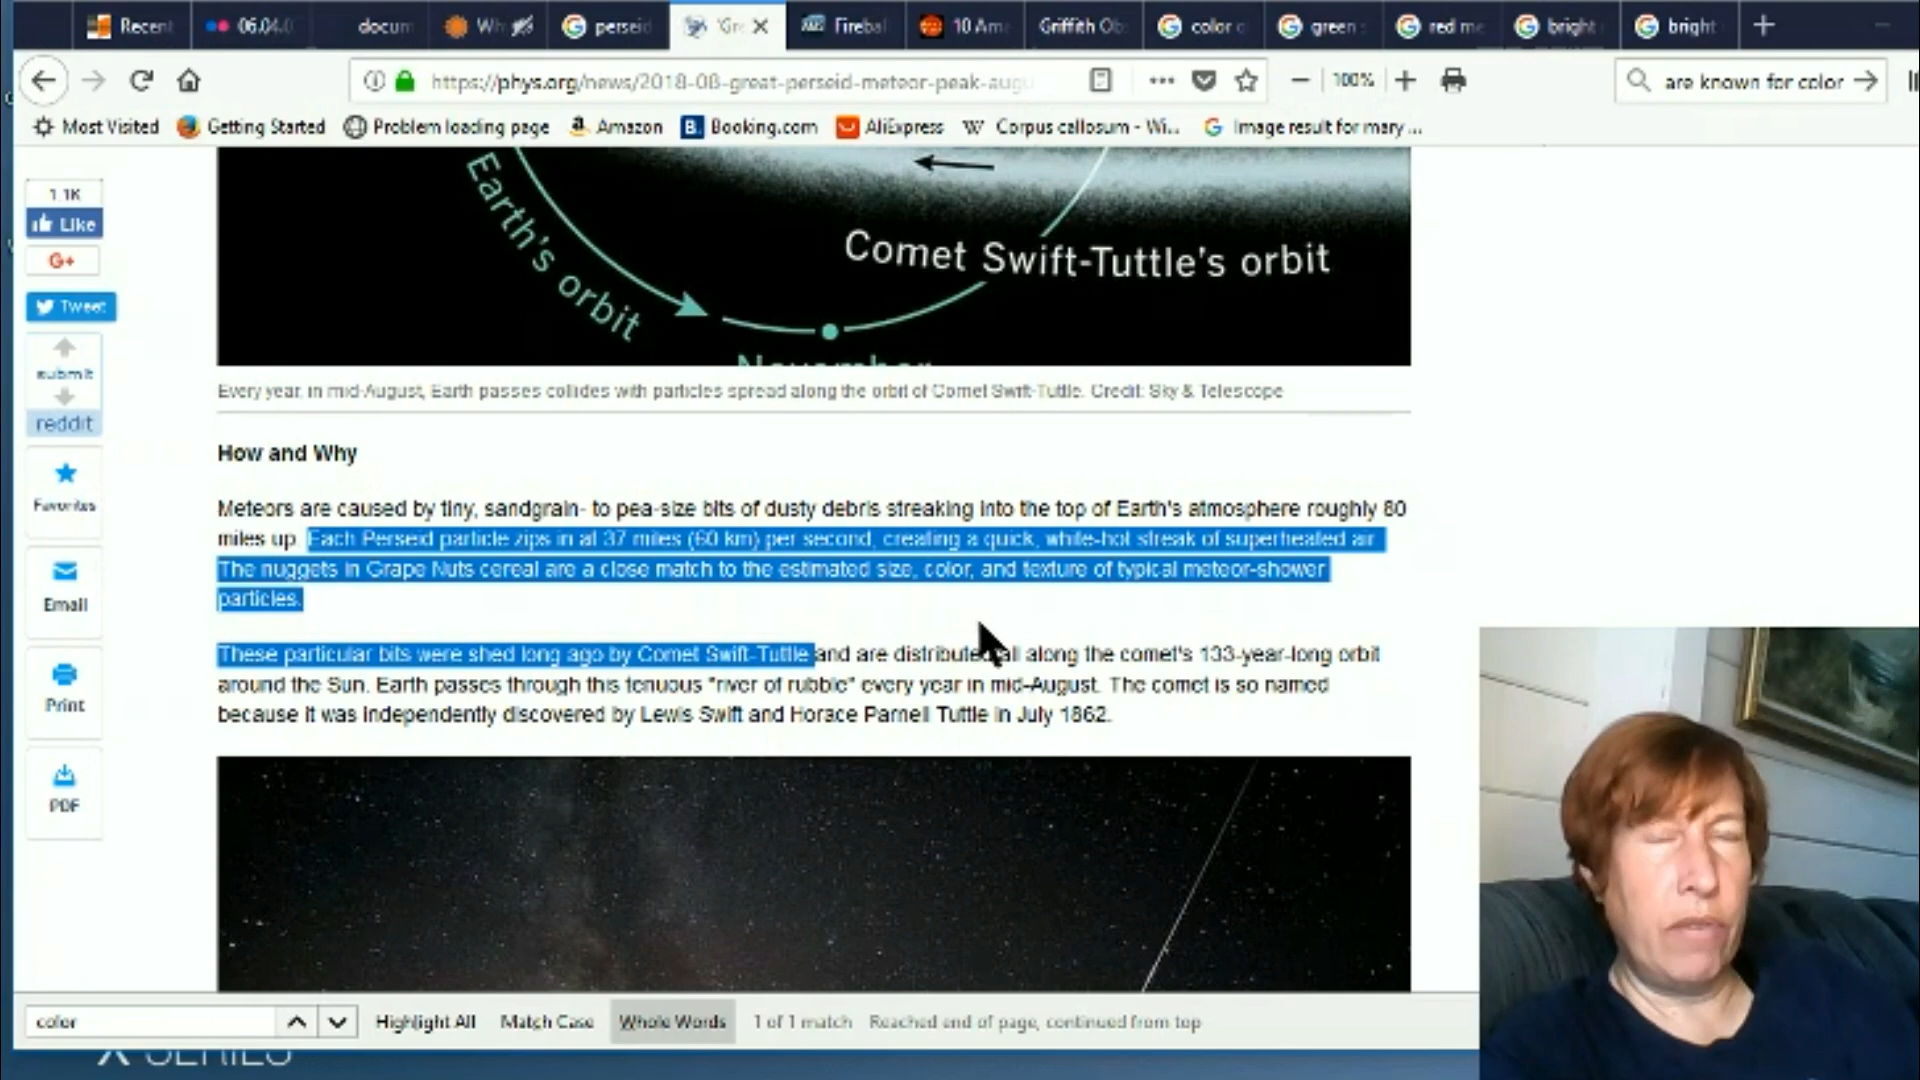 Recent
06.04.0
docum
Wh
perseid
'Gr
Firebal
10 Ame
Griffith Obs
color o
green s
red me
bright
bright
https://phys.org/news/2018-08-great-perseid-meteor-peak-augu
100%
are known for color
Most Visited
Getting Started
Problem loading page
Amazon
Booking.com
AliExpress
Corpus callosum - Wi...
Image result for mary ...
1.1K
Like
G+
Tweet
submit
reddit
Favorites
Email
Print
PDF
Earth's orbit
Comet Swift-Tuttle's orbit
November
Every year, in mid-August, Earth passes collides with particles spread along the orbit of Comet Swift-Tuttle. Credit: Sky & Telescope
How and Why
Meteors are caused by tiny, sandgrain- to pea-size bits of dusty debris streaking into the top of Earth's atmosphere roughly 80
miles up. Each Perseid particle zips in at 37 miles (60 km) per second, creating a quick, white-hot streak of superheated air.
The nuggets in Grape Nuts cereal are a close match to the estimated size, color, and texture of typical meteor-shower
particles.
These particular bits were shed long ago by Comet Swift-Tuttle and are distributed all along the comet's 133-year-long orbit
around the Sun. Earth passes through this tenuous "river of rubble" every year in mid-August. The comet is so named
because it was independently discovered by Lewis Swift and Horace Parnell Tuttle in July 1862.
color
Highlight All
Match Case
Whole Words
1 of 1 match
Reached end of page, continued from top
X SERIES